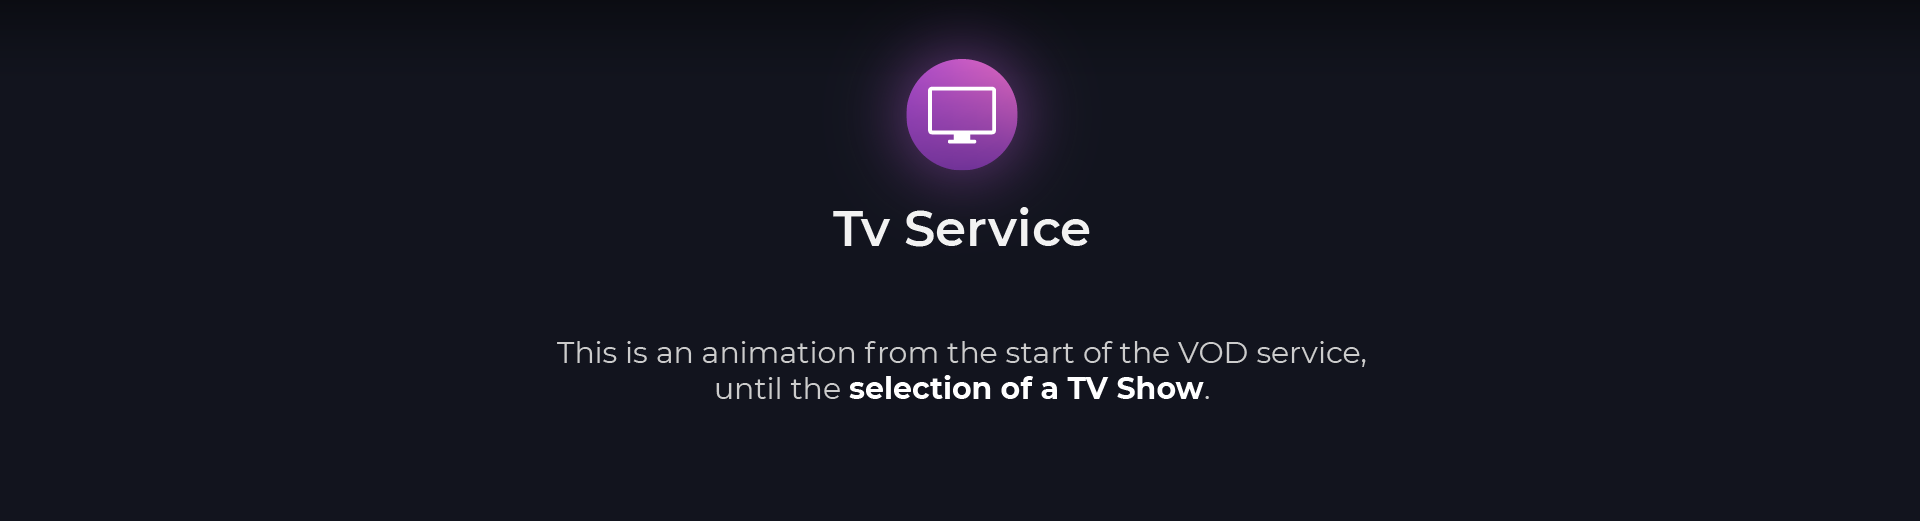 Tv Service
This is an animation from the start of the VOD service,
until the selection of a TV Show.